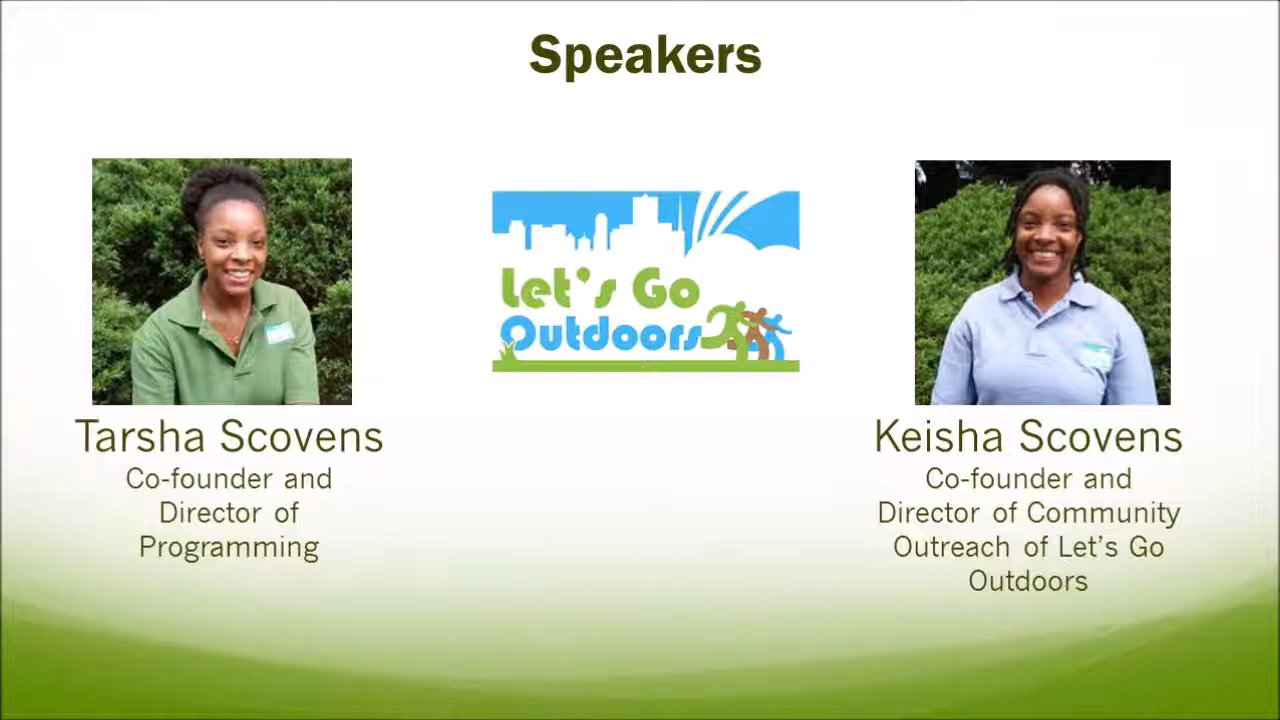 Speakers
Let's Go
Outdoors
Tarsha Scovens
Co-founder and
Director of
Programming
Keisha Scovens
Co-founder and
Director of Community
Outreach of Let’s Go
Outdoors